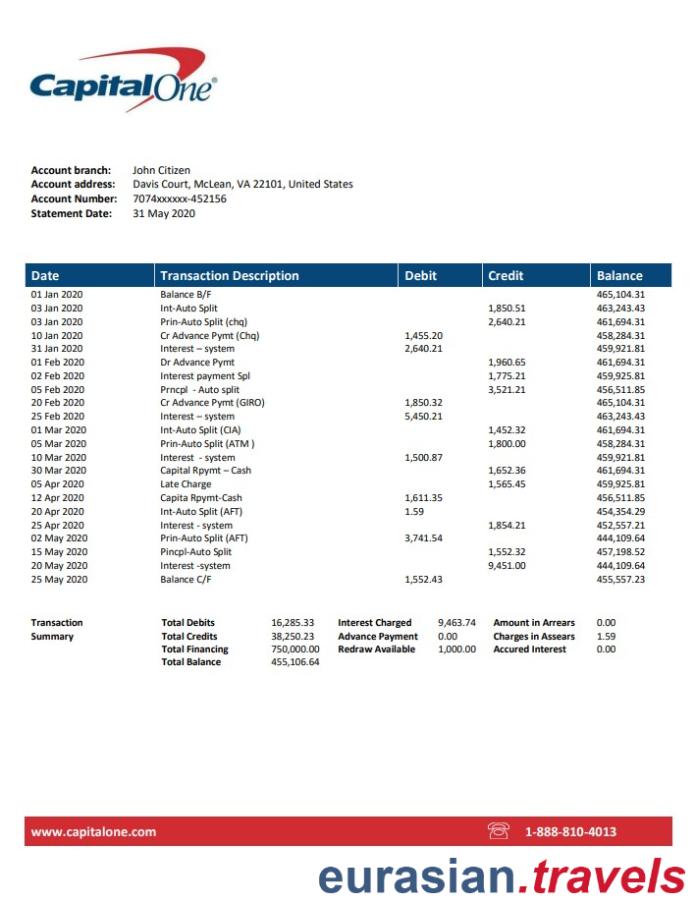 CapitalOne®
Account branch: John Citizen
Account address: Davis Court, McLean, VA 22101, United States
Account Number: 7074xxxxxx-452156
Statement Date: 31 May 2020
Date Transaction Description Debit Credit Balance
01 Jan 2020 Balance B/F 465,104.31
03 Jan 2020 Int-Auto Split 1,850.51 463,243.43
03 Jan 2020 Prin-Auto Split (chq) 2,640.21 461,694.31
10 Jan 2020 Cr Advance Pymt (Chq) 1,455.20 458,284.31
31 Jan 2020 Interest – system 2,640.21 459,921.81
01 Feb 2020 Dr Advance Pymt 1,960.65 461,694.31
02 Feb 2020 Interest payment Spl 1,775.21 459,925.81
05 Feb 2020 Prncpl - Auto split 3,521.21 456,511.85
20 Feb 2020 Cr Advance Pymt (GIRO) 1,850.32 465,104.31
25 Feb 2020 Interest – system 5,450.21 463,243.43
01 Mar 2020 Int-Auto Split (CIA) 1,452.32 461,694.31
05 Mar 2020 Prin-Auto Split (ATM ) 1,800.00 458,284.31
10 Mar 2020 Interest - system 1,500.87 459,921.81
30 Mar 2020 Capital Rpymt – Cash 1,652.36 461,694.31
05 Apr 2020 Late Charge 1,565.45 459,925.81
12 Apr 2020 Capita Rpymt-Cash 1,611.35 456,511.85
20 Apr 2020 Int-Auto Split (AFT) 1.59 454,354.29
25 Apr 2020 Interest - system 1,854.21 452,557.21
02 May 2020 Prin-Auto Split (AFT) 3,741.54 444,109.64
15 May 2020 Pincpl-Auto Split 1,552.32 457,198.52
20 May 2020 Interest -system 9,451.00 444,109.64
25 May 2020 Balance C/F 1,552.43 455,557.23
Transaction Total Debits 16,285.33 Interest Charged 9,463.74 Amount in Arrears 0.00
Summary Total Credits 38,250.23 Advance Payment 0.00 Charges in Assears 1.59
Total Financing 750,000.00 Redraw Available 1,000.00 Accured Interest 0.00
Total Balance 455,106.64
www.capitalone.com 1-888-810-4013
eurasian.travels